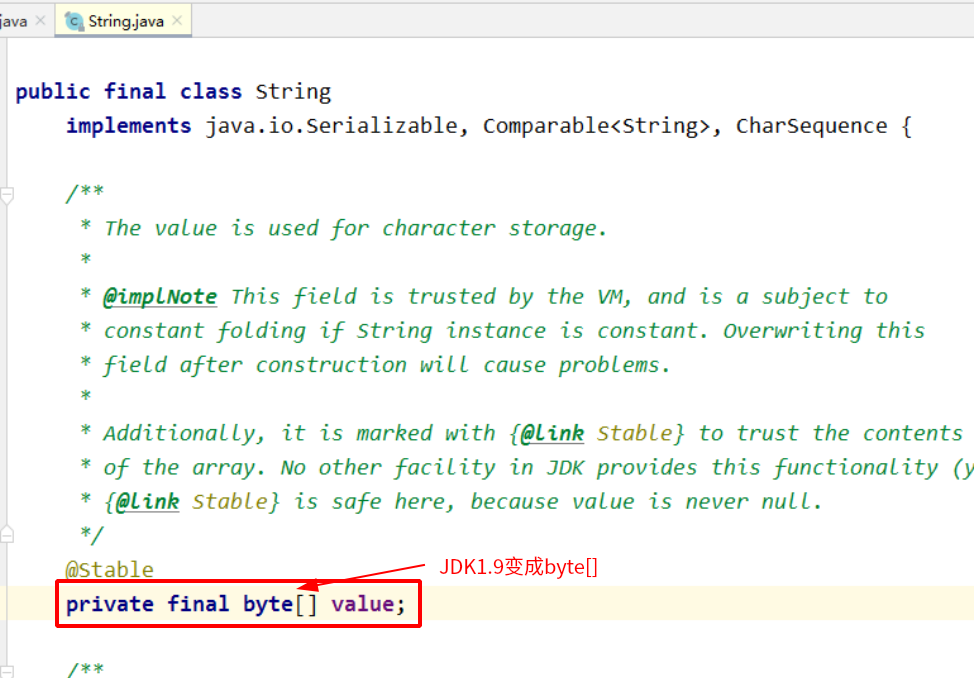 java
String.java
public final class String
implements java.io.Serializable, Comparable<String>, CharSequence {
/**
* The value is used for character storage.
*
* @implNote This field is trusted by the VM, and is a subject to
* constant folding if String instance is constant. Overwriting this
* field after construction will cause problems.
*
* Additionally, it is marked with {@link Stable} to trust the contents
* of the array. No other facility in JDK provides this functionality (y
* {@link Stable} is safe here, because value is never null.
*/
@Stable
JDK1.9变成byte[]
private final byte[] value;
/**